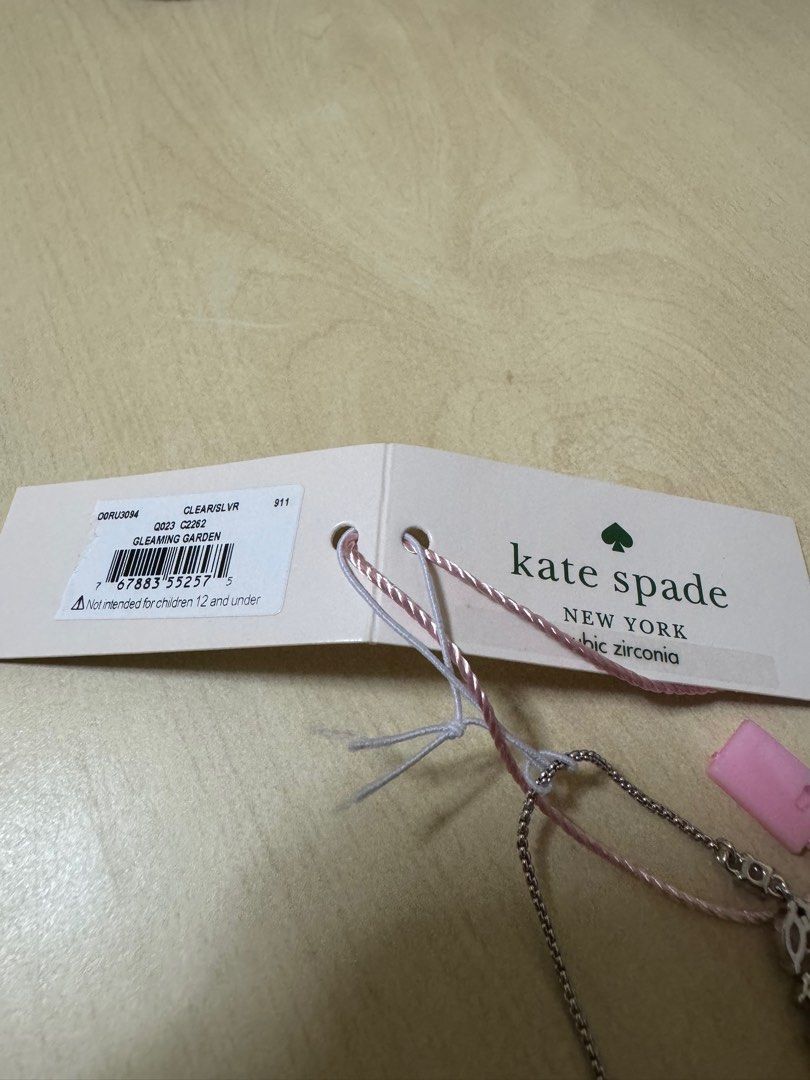 O0RU3094 CLEAR/SLVR 911
Q023 C2262
GLEAMING GARDEN
7 67883 55257 5
Not intended for children 12 and under
kate spade
NEW YORK
zirconia